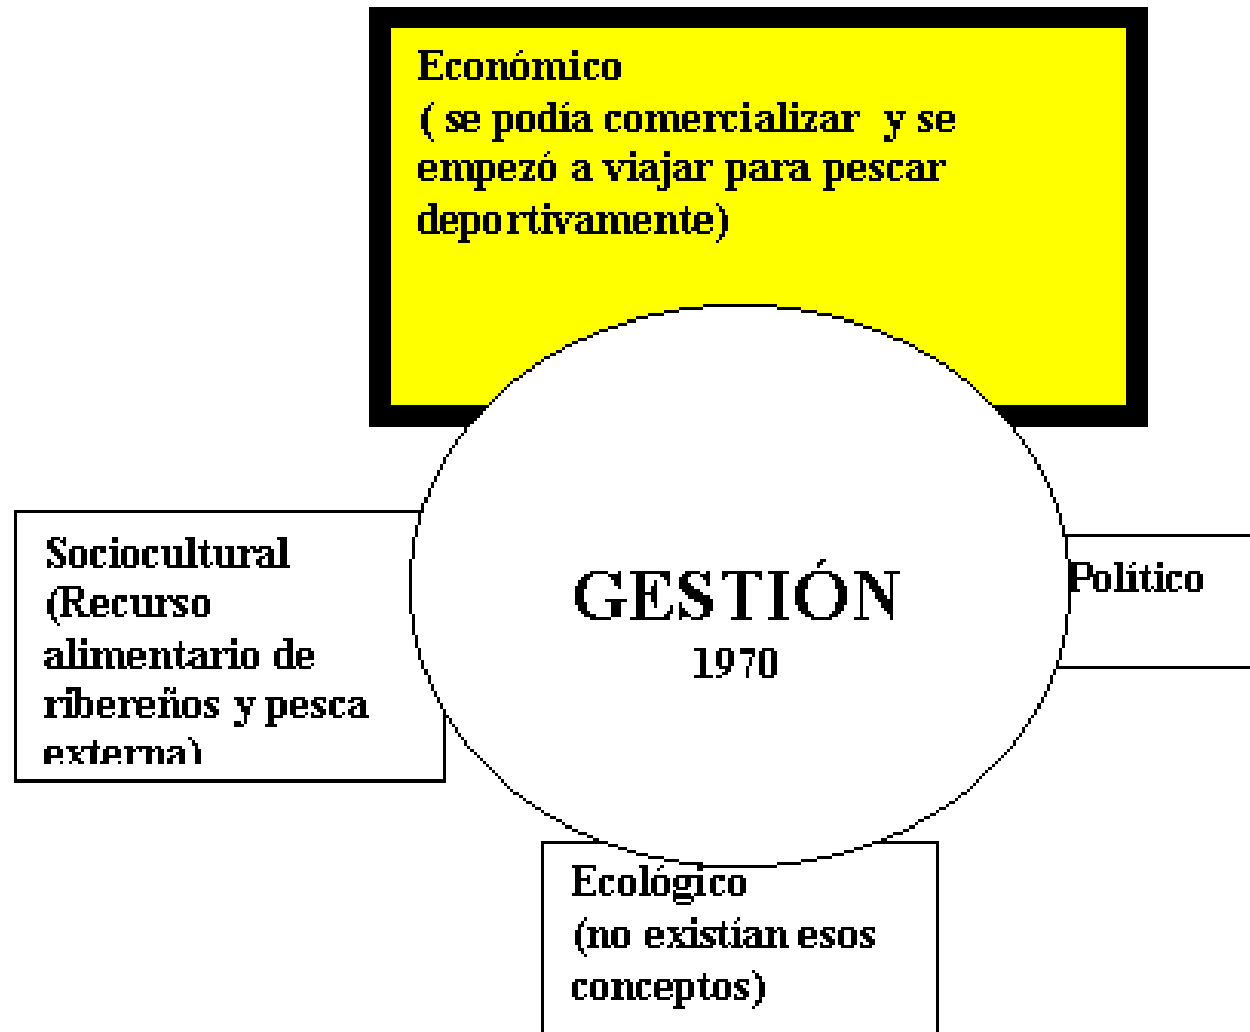 Económico
( se podía comercializar y se
empezó a viajar para pescar
deportivamente)
Sociocultural
(Recurso
alimentario de
ribereños y pesca
externa)
GESTIÓN
1970
Político
Ecológico
(no existían esos
conceptos)